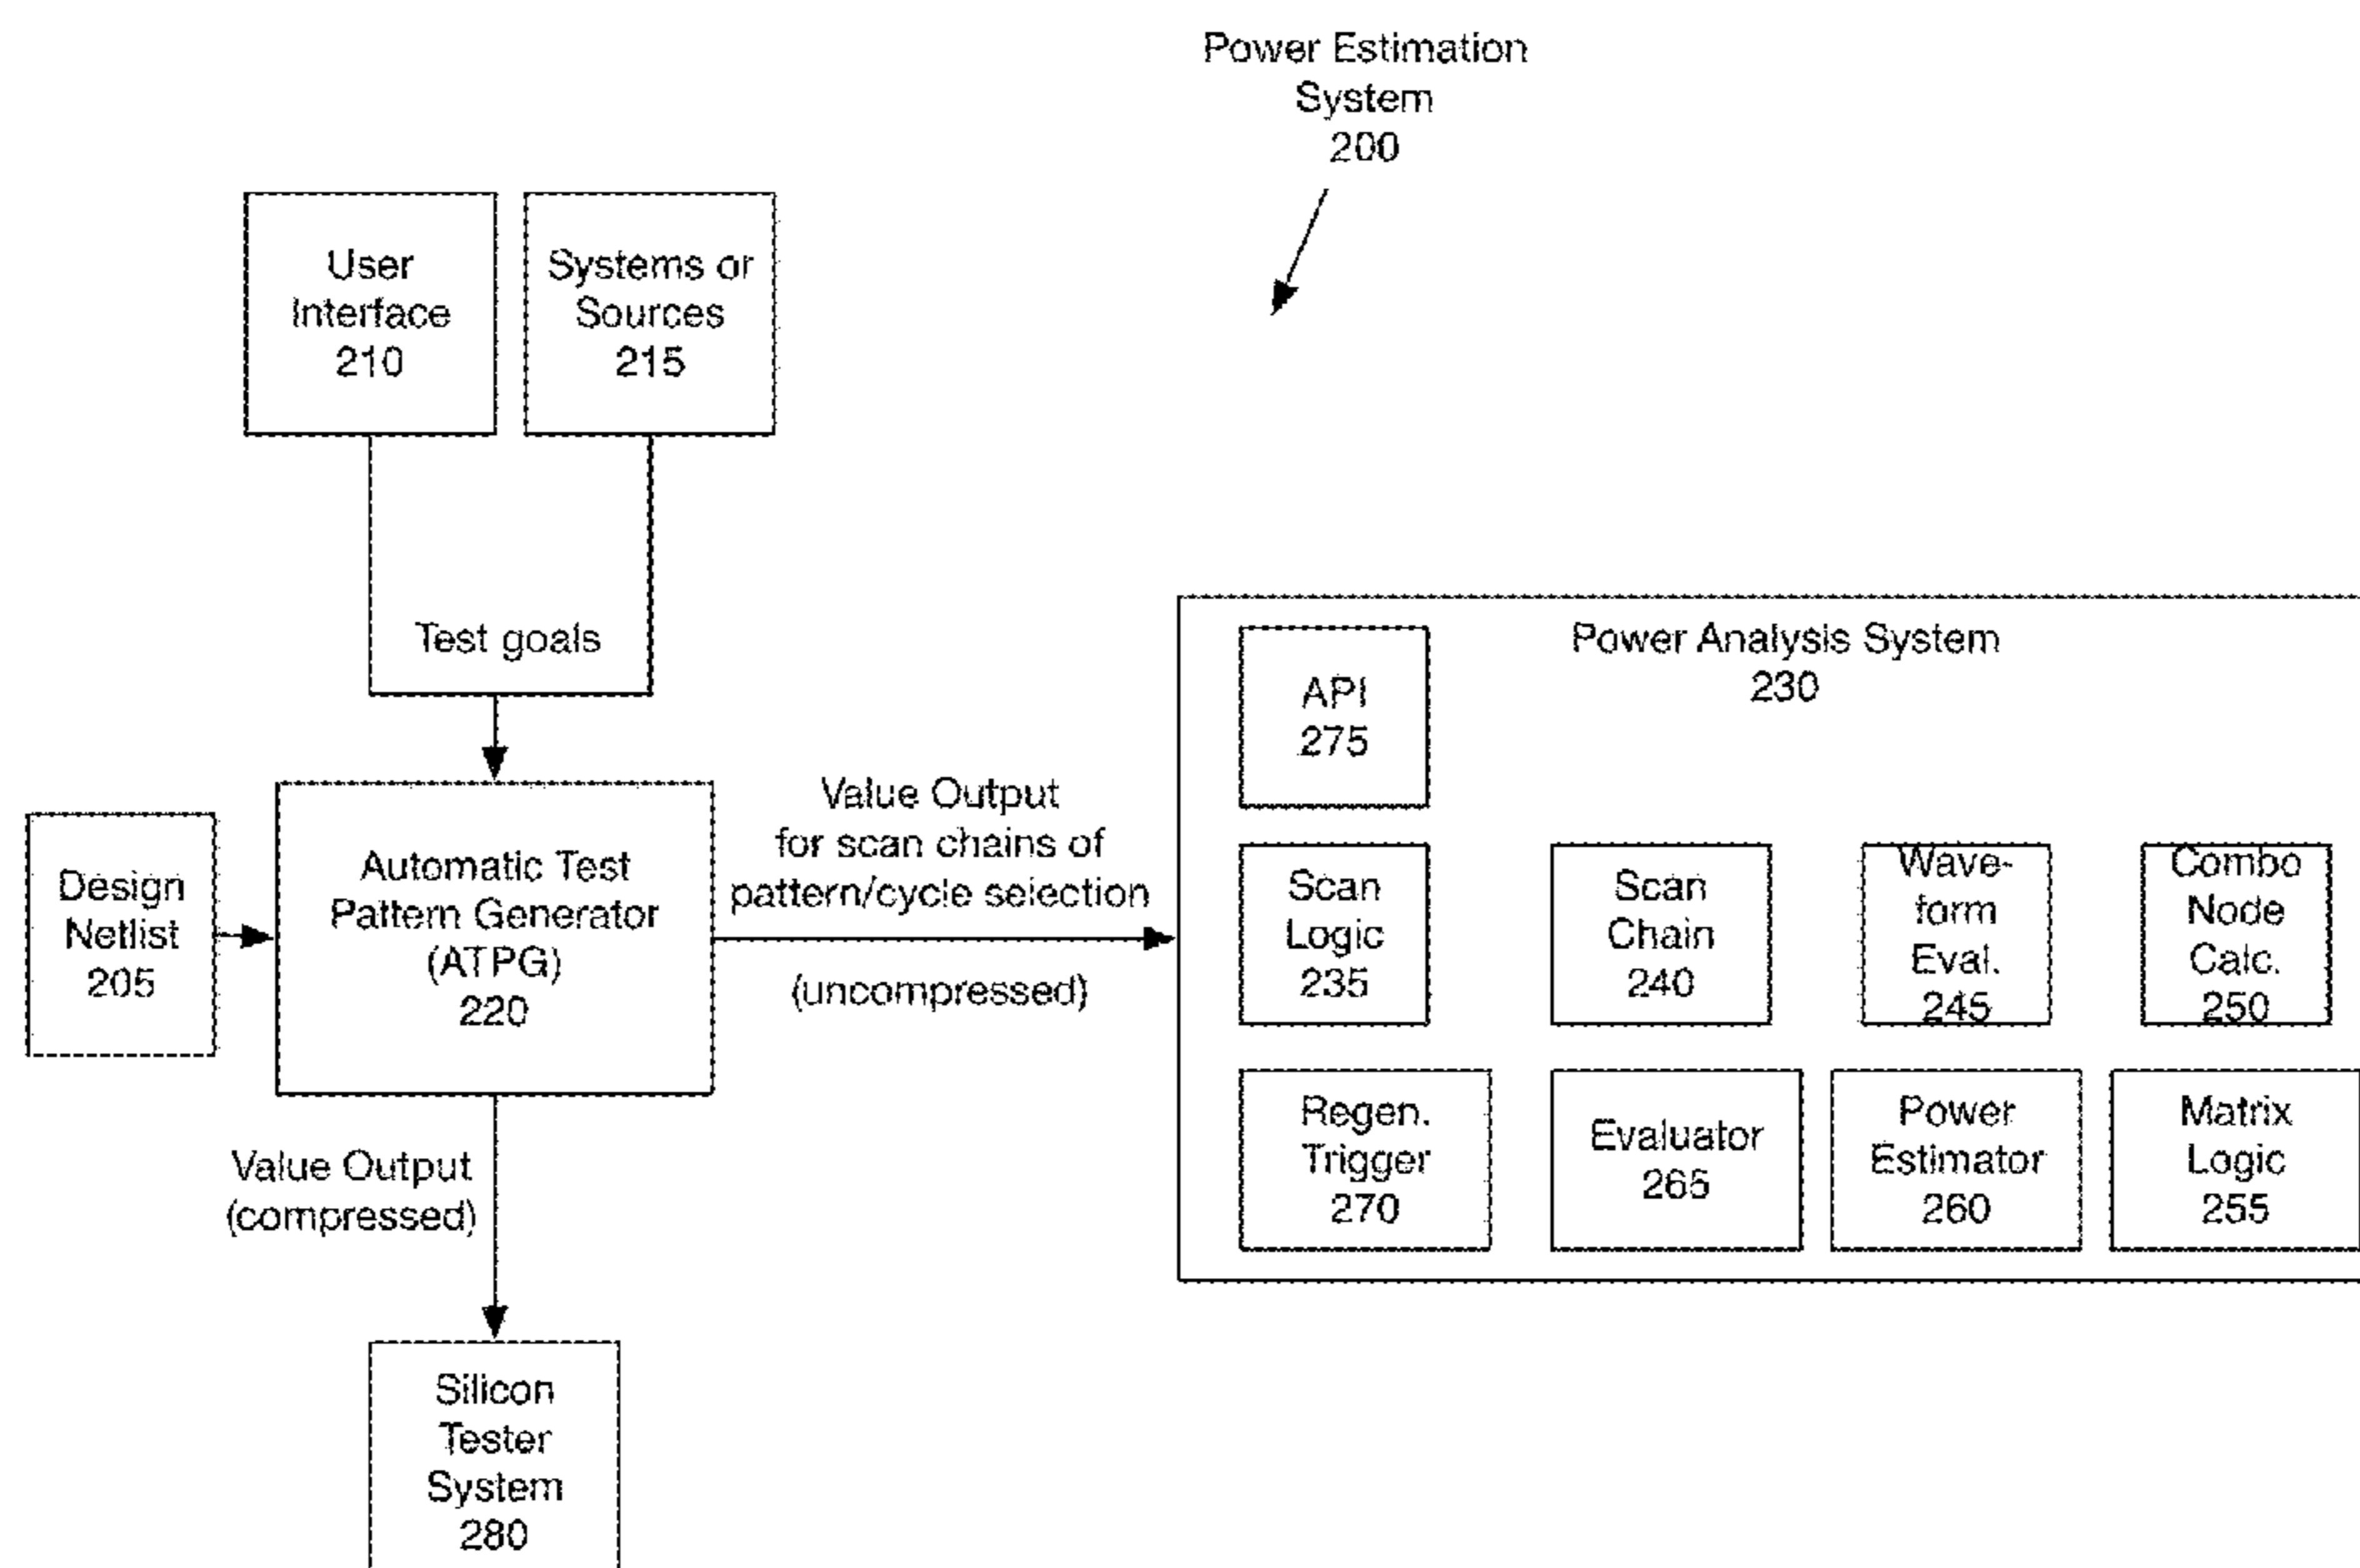 Power Estimation
System
200
User
Interface
210
Systems or
Sources
215
Test goals
Power Analysis System
230
API
275
Design
Netlist
205
Automatic Test
Pattern Generator
(ATPG)
220
Value Output
for scan chains of
pattern/cycle selection
(uncompressed)
Scan
Logic
235
Scan
Chain
240
Wave-
form
Eval.
245
Combo
Node
Calc.
250
Regen.
Trigger
270
Evaluator
265
Power
Estimator
260
Matrix
Logic
255
Value Output
(compressed)
Silicon
Tester
System
280